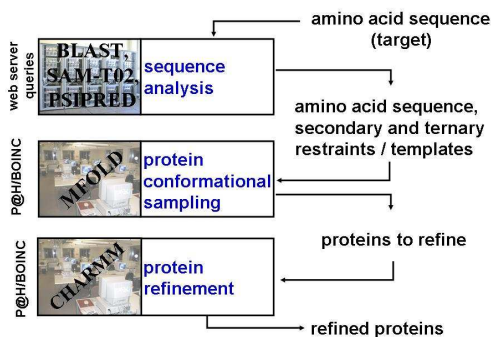 amino acid sequence
(target)
web server
queries
BLAST,
SAM-T02,
PSIPRED
sequence
analysis
amino acid sequence,
secondary and ternary
restraints / templates
P@H/BOINC
MFOLD
protein
conformational
sampling
proteins to refine
P@H/BOINC
CHARMM
protein
refinement
refined proteins